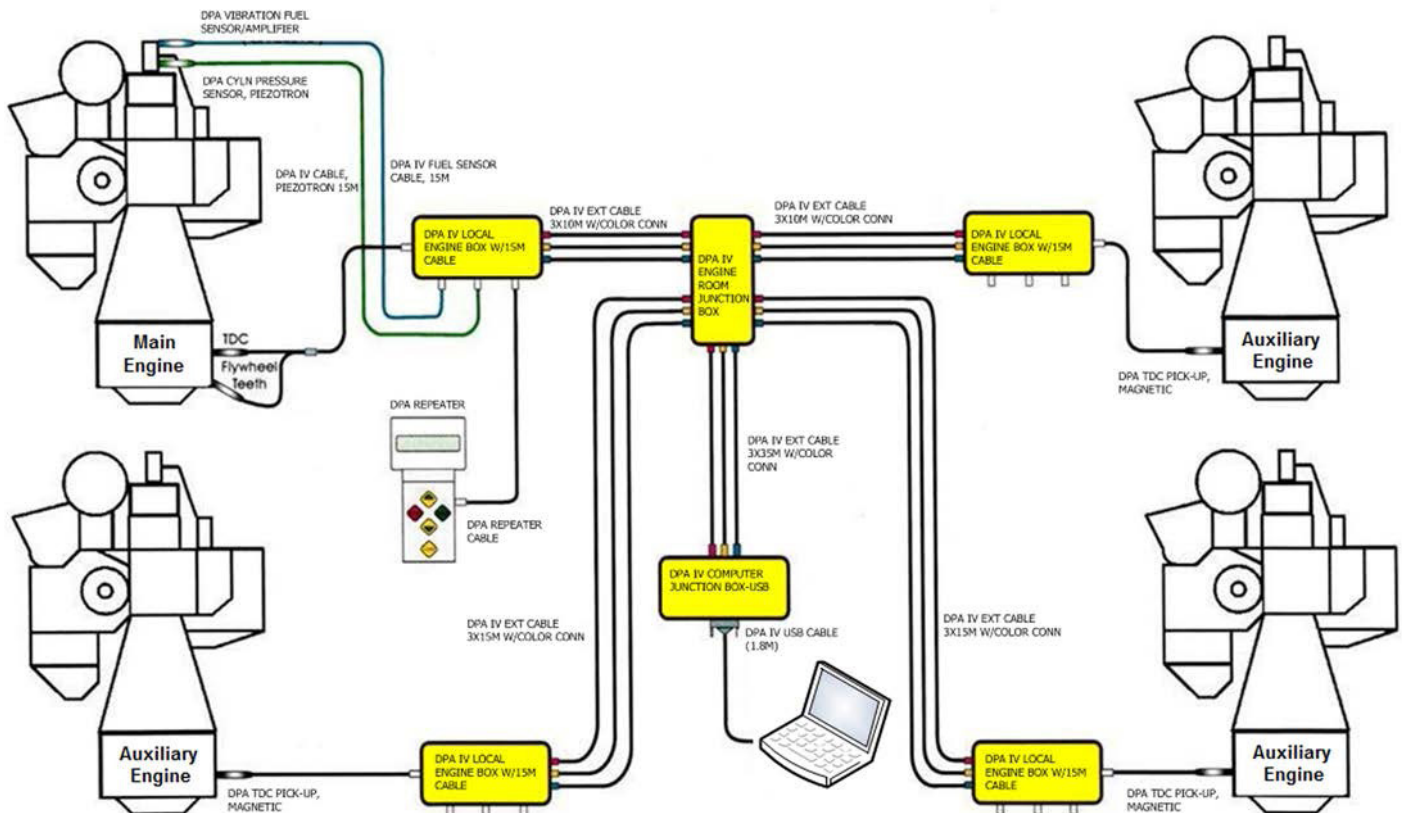 DPA VIBRATION FUEL
SENSOR/AMPLIFIER
DPA CYLN PRESSURE
SENSOR, PIEZOTRON
DPA IV CABLE,
PIEZOTRON 15M
DPA IV FUEL SENSOR
CABLE, 15M
DPA IV LOCAL
ENGINE BOX W/15M
CABLE
DPA IV EXT CABLE
3X10M W/COLOR CONN
DPA IV
ENGINE
ROOM
JUNCTION
BOX
DPA IV EXT CABLE
3X10M W/COLOR CONN
DPA IV LOCAL
ENGINE BOX W/15M
CABLE
Main
Engine
TDC
Flywheel
Teeth
Auxiliary
Engine
DPA TDC PICK-UP,
MAGNETIC
DPA REPEATER
DPA REPEATER
CABLE
DPA IV EXT CABLE
3X35M W/COLOR
CONN
DPA IV COMPUTER
JUNCTION BOX-USB
DPA IV USB CABLE
(1.8M)
DPA IV EXT CABLE
3X15M W/COLOR CONN
DPA IV EXT CABLE
3X15M W/COLOR CONN
Auxiliary
Engine
DPA TDC PICK-UP,
MAGNETIC
DPA IV LOCAL
ENGINE BOX W/15M
CABLE
DPA IV LOCAL
ENGINE BOX W/15M
CABLE
DPA TDC PICK-UP,
MAGNETIC
Auxiliary
Engine